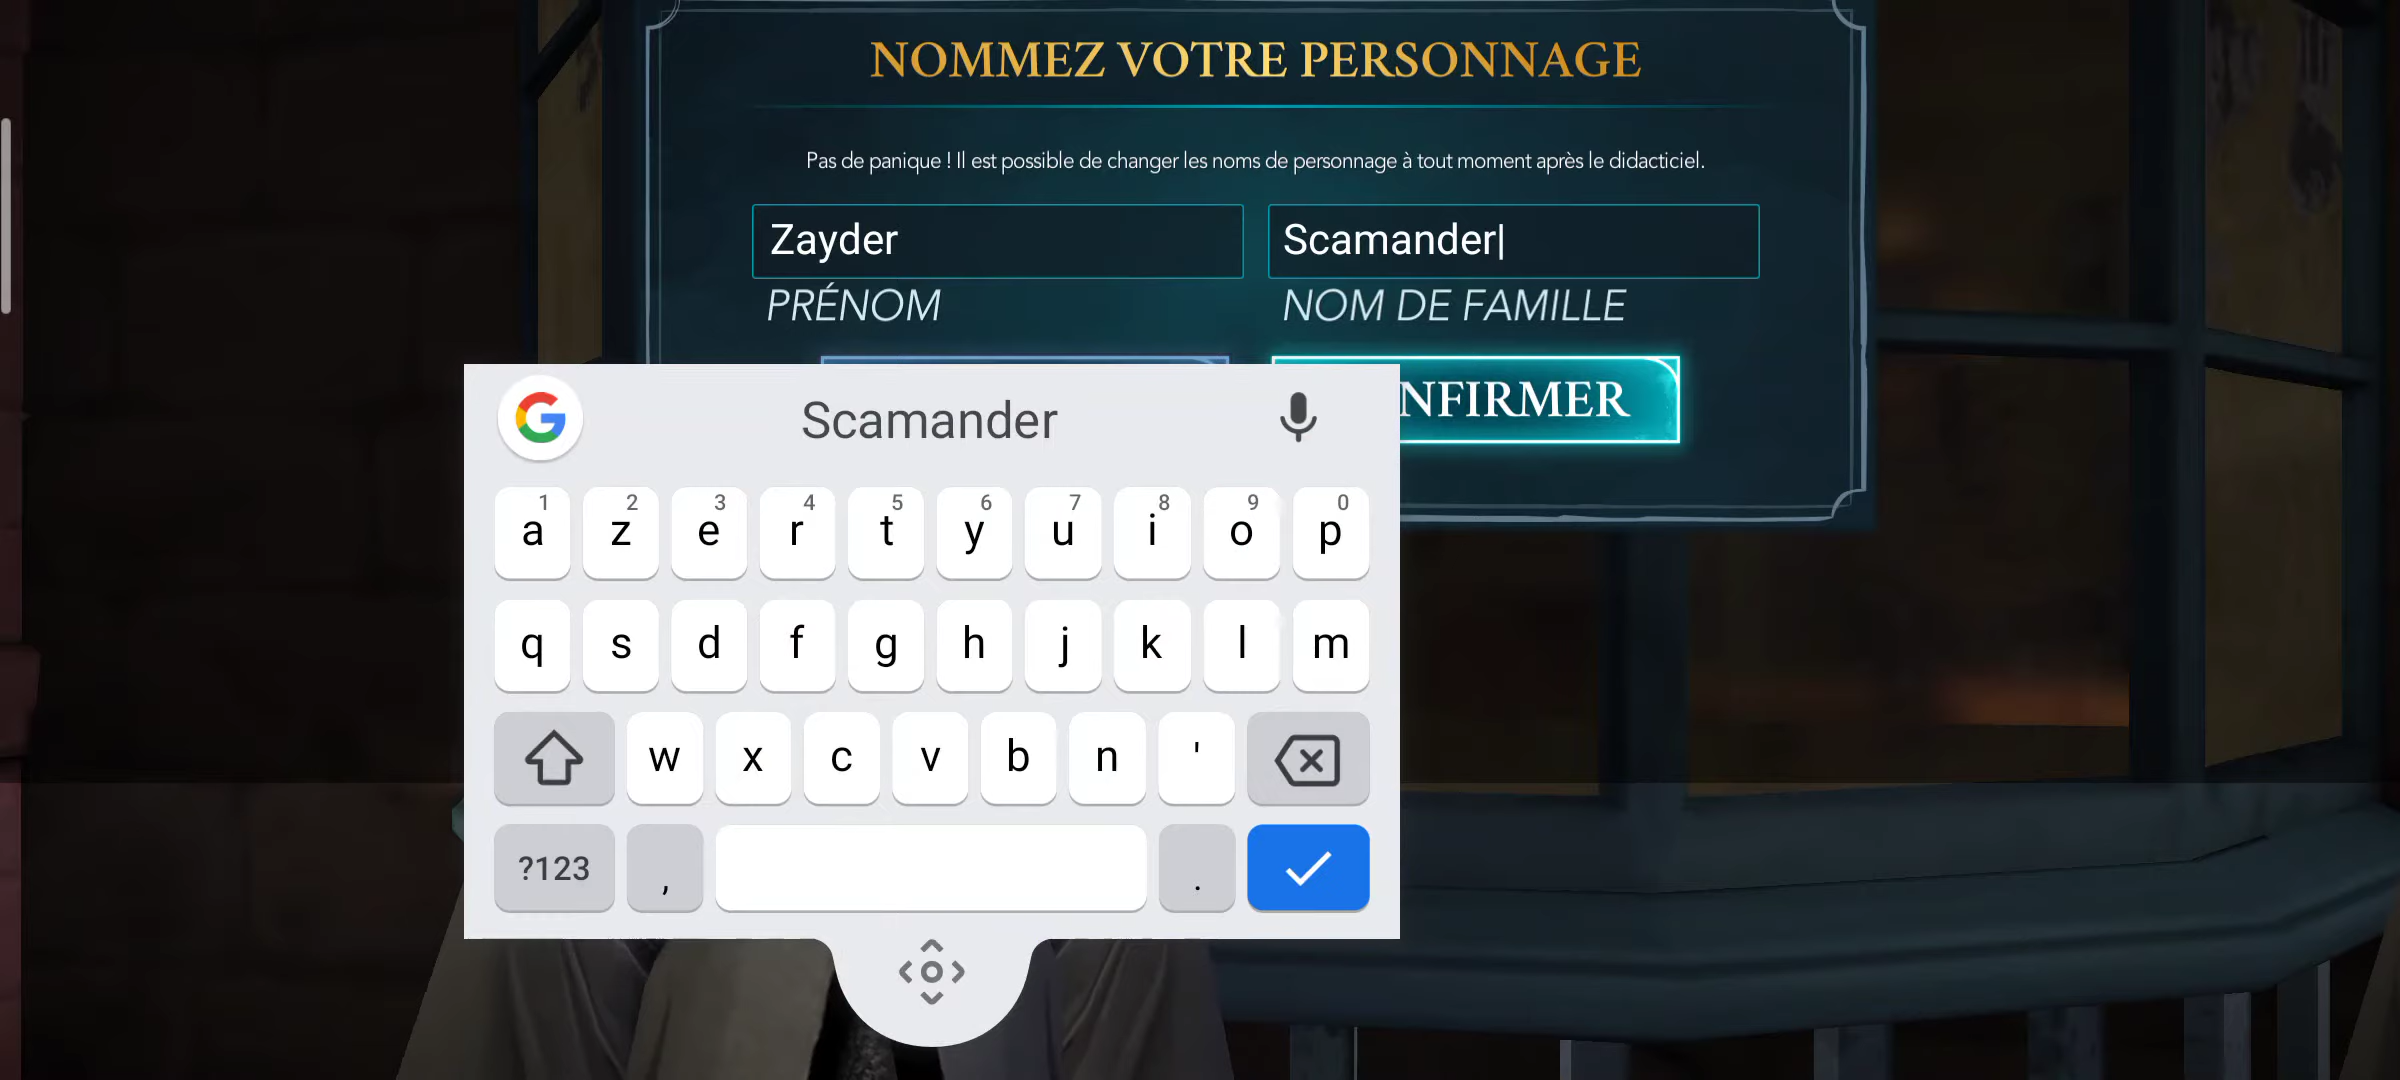 NOMMEZ VOTRE PERSONNAGE
Pas de panique ! Il est possible de changer les noms de personnage à tout moment après le didacticiel.
Zayder Scamander
PRÉNOM NOM DE FAMILLE
NFIRMER
G Scamander
1 2 3 4 5 6 7 8 9 0
a z e r t y u i o p
q s d f g h j k l m
w x c v b n '
?123 , .